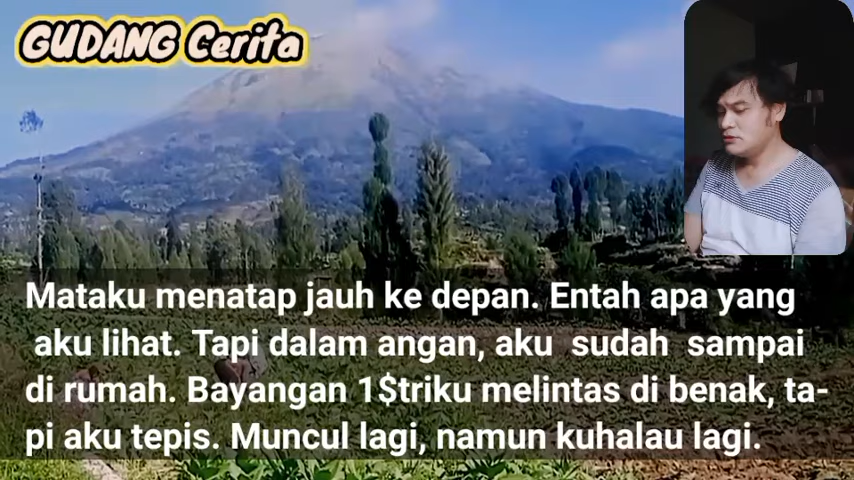 GUDANG Cerita
Mataku menatap jauh ke depan. Entah apa yang
aku lihat. Tapi dalam angan, aku sudah sampai
di rumah. Bayangan 1$triku melintas di benak, ta-
pi aku tepis. Muncul lagi, namun kuhalau lagi.